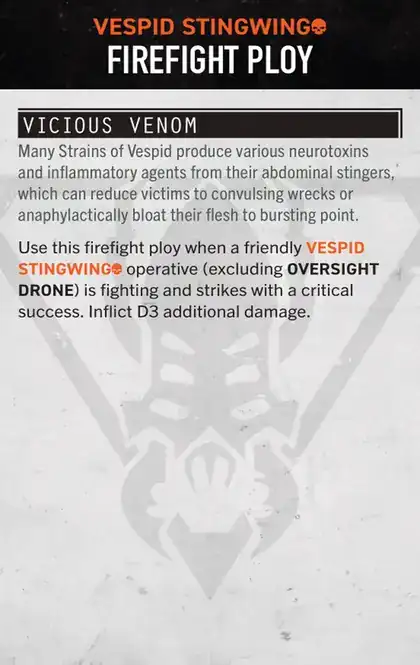 VESPID STINGWING
FIREFIGHT PLOY
VICIOUS VENOM
Many Strains of Vespid produce various neurotoxins
and inflammatory agents from their abdominal stingers,
which can reduce victims to convulsing wrecks or
anaphylactically bloat their flesh to bursting point.
Use this firefight ploy when a friendly VESPID
STINGWING operative (excluding OVERSIGHT
DRONE) is fighting and strikes with a critical
success. Inflict D3 additional damage.